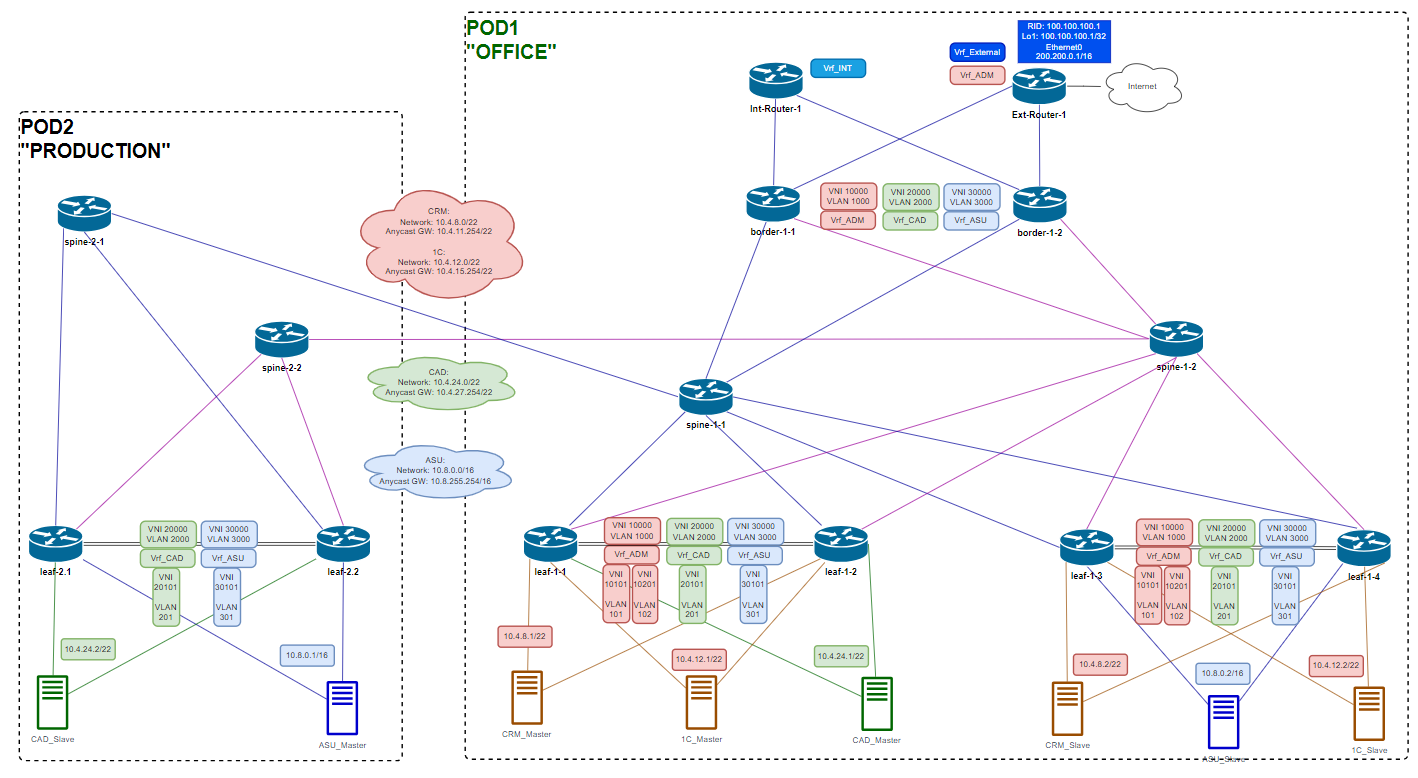 POD1
"OFFICE"
RID: 100.100.100.1
Lo1: 100.100.100.1/32
Ethernet0
200.200.0.1/16
Vrf_External
Vrf_ADM
Vrf_INT
Internet
Int-Router-1
Ext-Router-1
POD2
"PRODUCTION"
spine-2-1
CRM:
Network: 10.4.8.0/22
Anycast GW: 10.4.11.254/22
1C:
Network: 10.4.12.0/22
Anycast GW: 10.4.15.254/22
VNI 10000
VLAN 1000
Vrf_ADM
VNI 20000
VLAN 2000
Vrf_CAD
VNI 30000
VLAN 3000
Vrf_ASU
border-1-1
border-1-2
spine-2-2
spine-1-2
CAD:
Network: 10.4.24.0/22
Anycast GW: 10.4.27.254/22
spine-1-1
ASU:
Network: 10.8.0.0/16
Anycast GW: 10.8.255.254/16
leaf-2.1
VNI 20000
VLAN 2000
Vrf_CAD
VNI
20101
VLAN
201
VNI 30000
VLAN 3000
Vrf_ASU
VNI
30101
VLAN
301
leaf-2.2
leaf-1-1
VNI 10000
VLAN 1000
Vrf_ADM
VNI
10101
VLAN
101
VNI
10201
VLAN
102
VNI 20000
VLAN 2000
Vrf_CAD
VNI
20101
VLAN
201
VNI 30000
VLAN 3000
Vrf_ASU
VNI
30101
VLAN
301
leaf-1-2
leaf-1-3
VNI 10000
VLAN 1000
Vrf_ADM
VNI
10101
VLAN
101
VNI
10201
VLAN
102
VNI 20000
VLAN 2000
Vrf_CAD
VNI
20101
VLAN
201
VNI 30000
VLAN 3000
Vrf_ASU
VNI
30101
VLAN
301
leaf-1-4
10.4.24.2/22
10.8.0.1/16
10.4.8.1/22
10.4.12.1/22
10.4.24.1/22
10.4.8.2/22
10.8.0.2/16
10.4.12.2/22
CAD_Slave
ASU_Master
CRM_Master
1C_Master
CAD_Master
CRM_Slave
ASU_Slave
1C_Slave